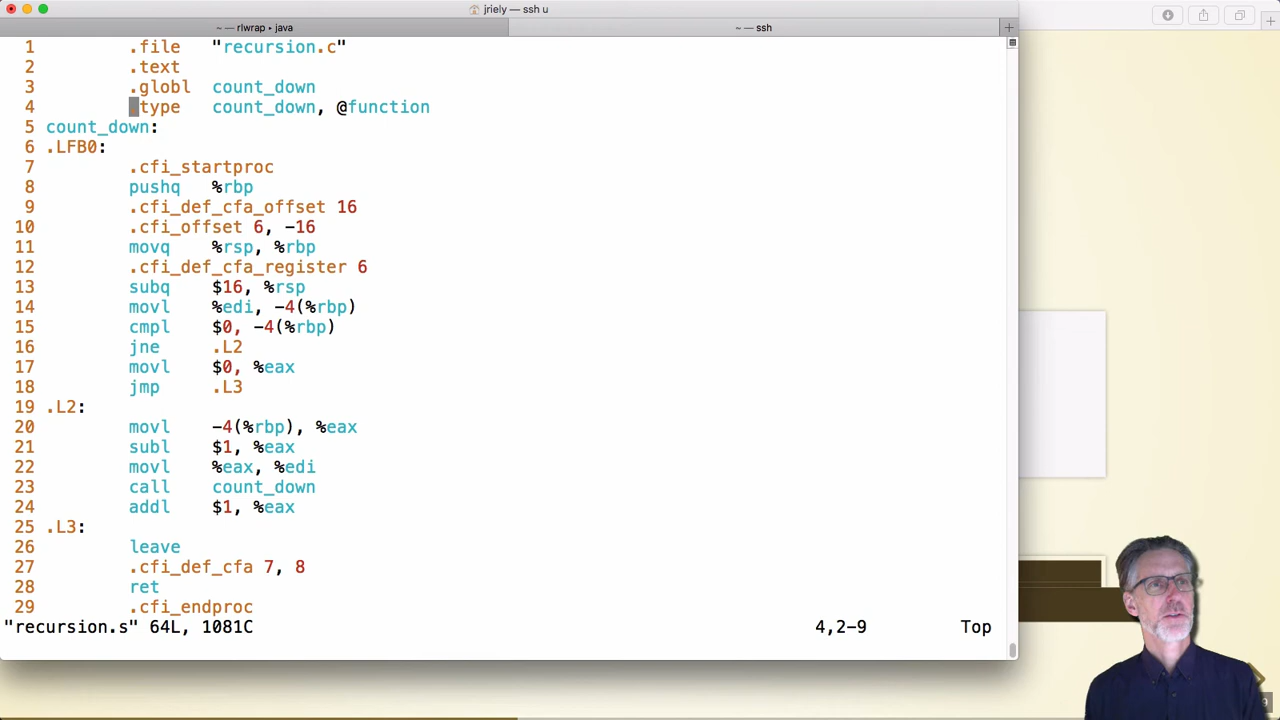 jriely — ssh u
~ — rlwrap ▸ java
~ — ssh
1 .file "recursion.c"
2 .text
3 .globl count_down
4 .type count_down, @function
5 count_down:
6 .LFB0:
7 .cfi_startproc
8 pushq %rbp
9 .cfi_def_cfa_offset 16
10 .cfi_offset 6, -16
11 movq %rsp, %rbp
12 .cfi_def_cfa_register 6
13 subq $16, %rsp
14 movl %edi, -4(%rbp)
15 cmpl $0, -4(%rbp)
16 jne .L2
17 movl $0, %eax
18 jmp .L3
19 .L2:
20 movl -4(%rbp), %eax
21 subl $1, %eax
22 movl %eax, %edi
23 call count_down
24 addl $1, %eax
25 .L3:
26 leave
27 .cfi_def_cfa 7, 8
28 ret
29 .cfi_endproc
"recursion.s" 64L, 1081C 4,2-9 Top